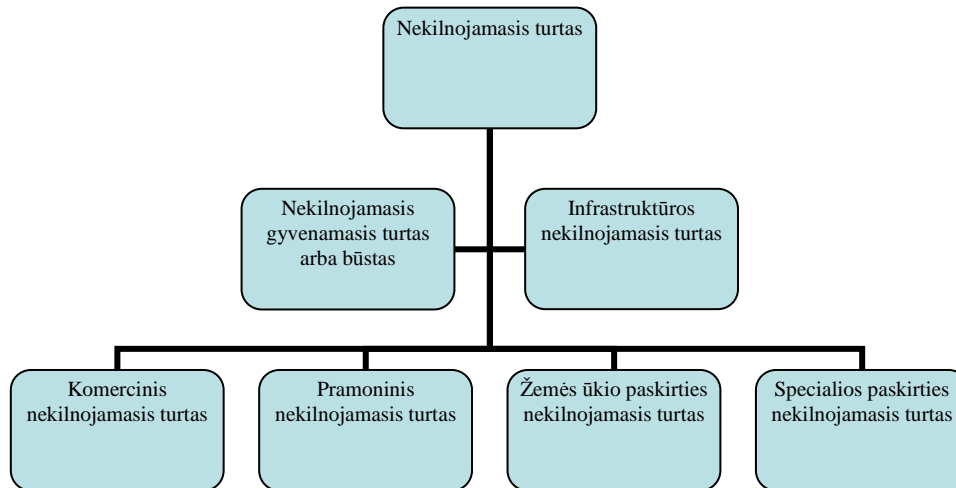 Nekilnojamasis turtas
Nekilnojamasis
gyvenamasis turtas
arba būstas
Infrastruktūros
nekilnojamasis turtas
Komercinis
nekilnojamasis turtas
Pramoninis
nekilnojamasis turtas
Žemės ūkio paskirties
nekilnojamasis turtas
Specialios paskirties
nekilnojamasis turtas